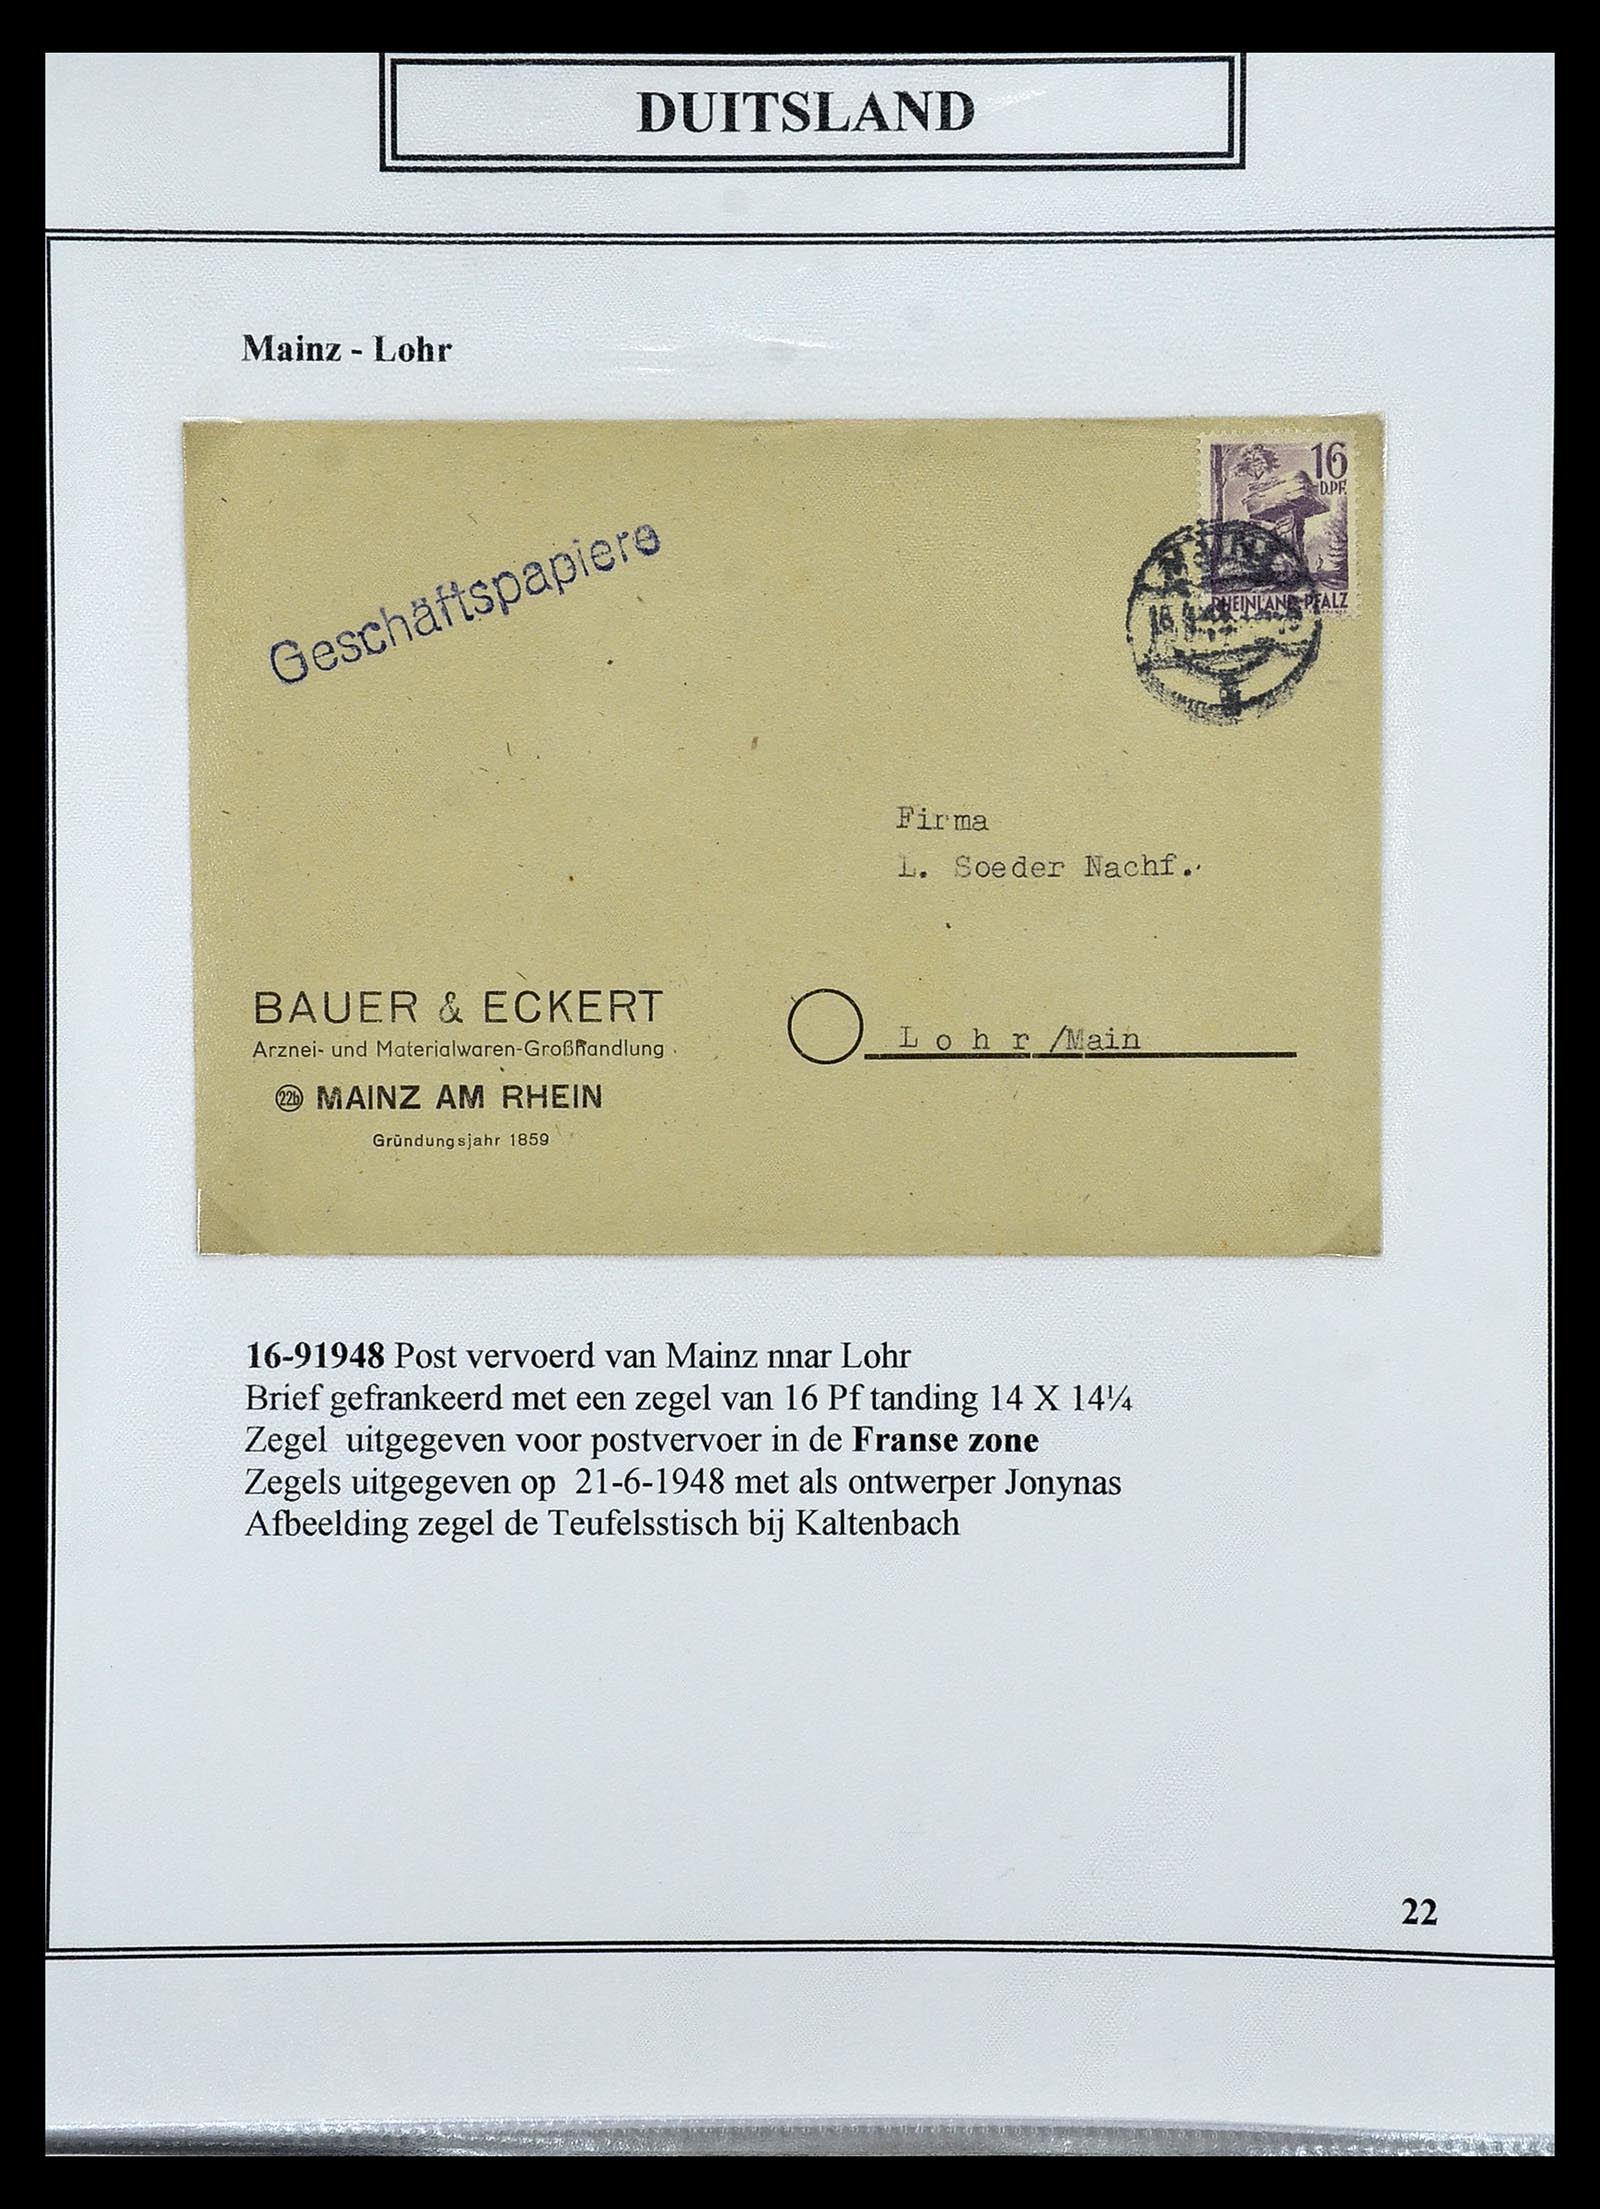 DUITSLAND
Mainz - Lohr
16
D.PF.
RHEINLAND-PFALZ
Geschäftspapiere
Firma
L. Soeder Nachf.
BAUER & ECKERT
Arznei- und Materialwaren-Großhandlung
L o h r /Main
22b MAINZ AM RHEIN
Gründungsjahr 1859
16-91948 Post vervoerd van Mainz nnar Lohr
Brief gefrankeerd met een zegel van 16 Pf tanding 14 X 14¼
Zegel uitgegeven voor postvervoer in de Franse zone
Zegels uitgegeven op 21-6-1948 met als ontwerper Jonynas
Afbeelding zegel de Teufelsstisch bij Kaltenbach
22